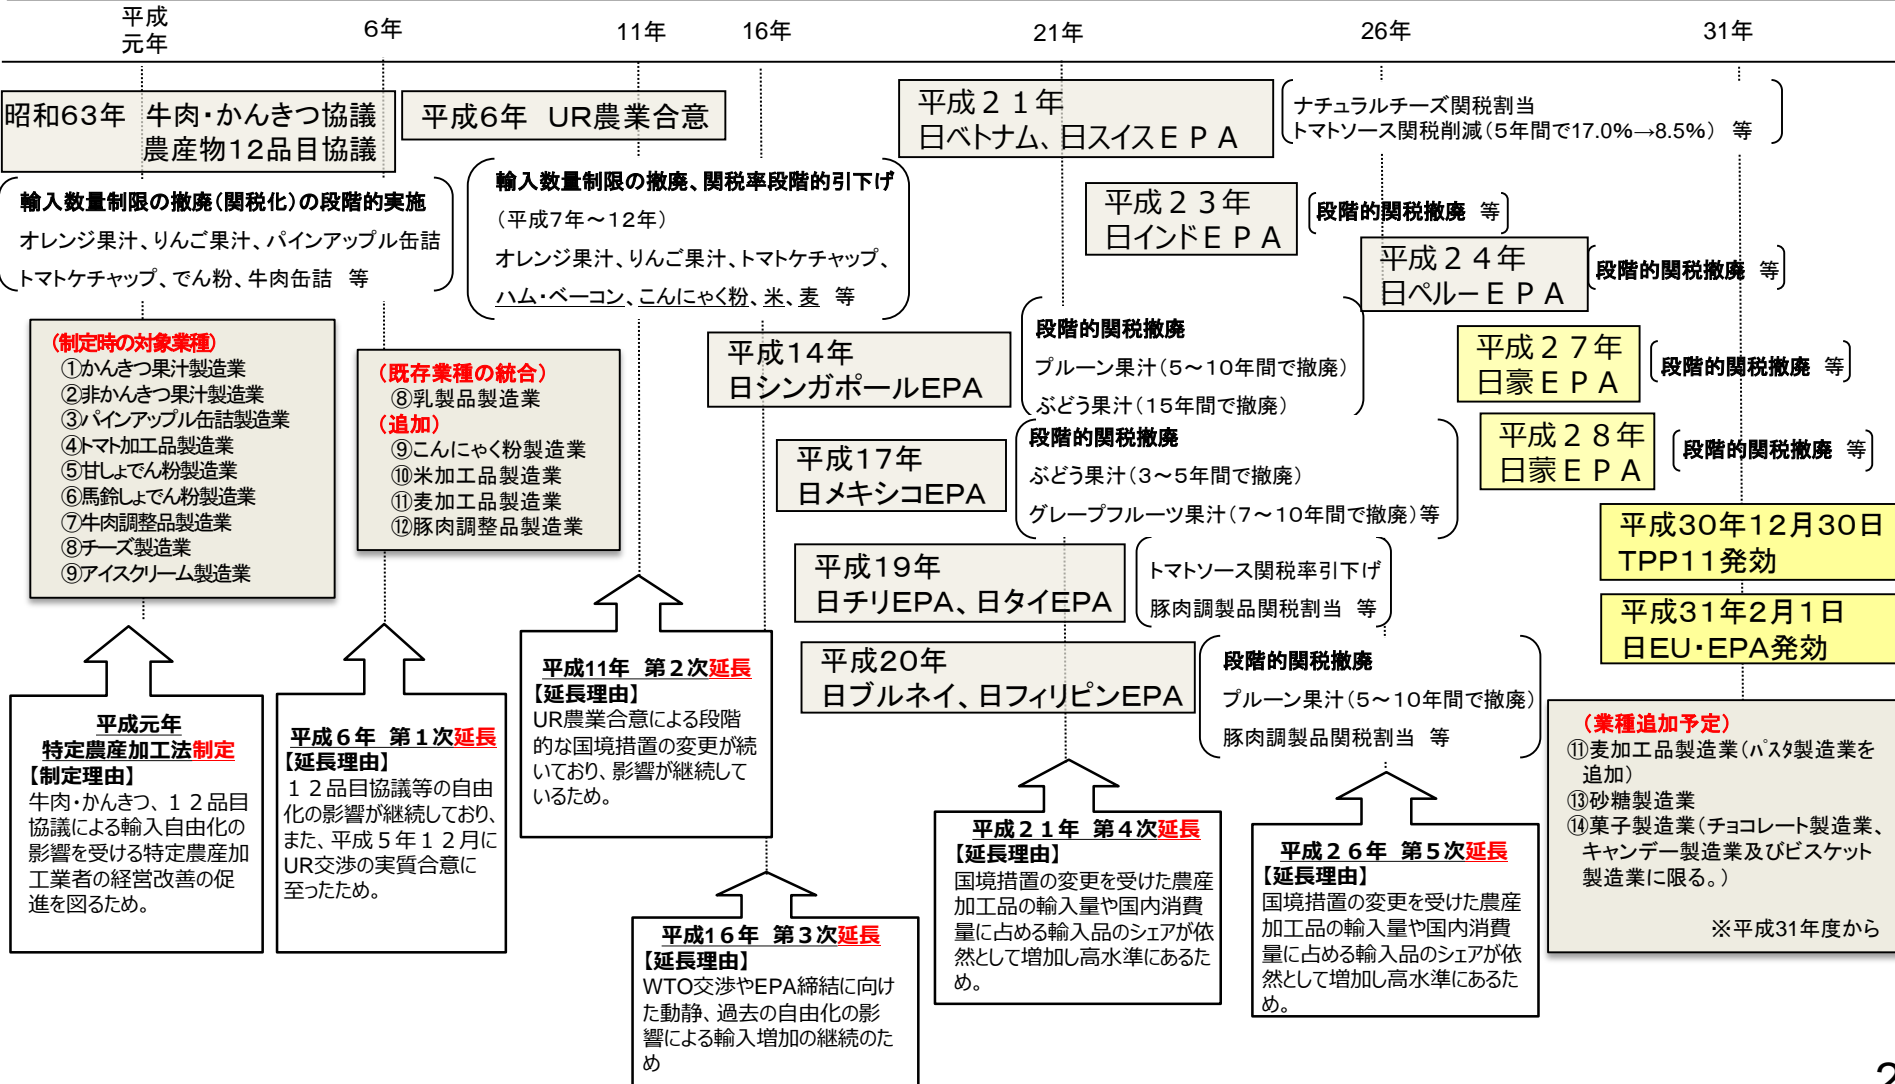 平成
元年
6年
11年
16年
21年
26年
31年
昭和63年 牛肉・かんきつ協議
農産物12品目協議
輸入数量制限の撤廃(関税化)の段階的実施
オレンジ果汁、りんご果汁、パインアップル缶詰
トマトケチャップ、でん粉、牛肉缶詰 等
(制定時の対象業種)
①かんきつ果汁製造業
②非かんきつ果汁製造業
③パインアップル缶詰製造業
④トマト加工品製造業
⑤甘しょでん粉製造業
⑥馬鈴しょでん粉製造業
⑦牛肉調整品製造業
⑧チーズ製造業
⑨アイスクリーム製造業
平成元年
特定農産加工法制定
【制定理由】
牛肉・かんきつ、12品目
協議による輸入自由化の
影響を受ける特定農産加
工業者の経営改善の促
進を図るため。
(既存業種の統合)
⑧乳製品製造業
(追加)
⑨こんにゃく粉製造業
⑩米加工品製造業
⑪麦加工品製造業
⑫豚肉調整品製造業
平成6年 第1次延長
【延長理由】
12品目協議等の自由
化の影響が継続しており、
また、平成5年12月に
UR交渉の実質合意に
至ったため。
平成6年 UR農業合意
輸入数量制限の撤廃、関税率段階的引下げ
(平成7年~12年)
オレンジ果汁、りんご果汁、トマトケチャップ、
ハム・ベーコン、こんにゃく粉、米、麦 等
平成11年 第2次延長
【延長理由】
UR農業合意による段階
的な国境措置の変更が続
いており、影響が継続して
いるため。
平成16年 第3次延長
【延長理由】
WTO交渉やEPA締結に向け
た動静、過去の自由化の影
響による輸入増加の継続のた
め
平成14年
日シンガポールEPA
段階的関税撤廃
プルーン果汁(5~10年間で撤廃)
ぶどう果汁(15年間で撤廃)
平成17年
日メキシコEPA
段階的関税撤廃
ぶどう果汁(3~5年間で撤廃)
グレープフルーツ果汁(7~10年間で撤廃)等
平成19年
日チリEPA、日タイEPA
トマトソース関税率引下げ
豚肉調製品関税割当 等
平成20年
日ブルネイ、日フィリピンEPA
段階的関税撤廃
プルーン果汁(5~10年間で撤廃)
豚肉調製品関税割当 等
平成21年 第4次延長
【延長理由】
国境措置の変更を受けた農産
加工品の輸入量や国内消費
量に占める輸入品のシェアが依
然として増加し高水準にあるた
め。
平成21年
日ベトナム、日スイスEPA
ナチュラルチーズ関税割当
トマトソース関税削減(5年間で17.0%→8.5%) 等
平成23年
日インドEPA
段階的関税撤廃 等
平成24年
日ペルーEPA
段階的関税撤廃 等
平成27年
日豪EPA
段階的関税撤廃 等
平成28年
日蒙EPA
段階的関税撤廃 等
平成30年12月30日
TPP11発効
平成31年2月1日
日EU・EPA発効
平成26年 第5次延長
【延長理由】
国境措置の変更を受けた農産
加工品の輸入量や国内消費
量に占める輸入品のシェアが依
然として増加し高水準にあるた
め。
(業種追加予定)
⑪麦加工品製造業(パスタ製造業を
追加)
⑬砂糖製造業
⑭菓子製造業(チョコレート製造業、
キャンデー製造業及びビスケット
製造業に限る。)
※平成31年度から
2